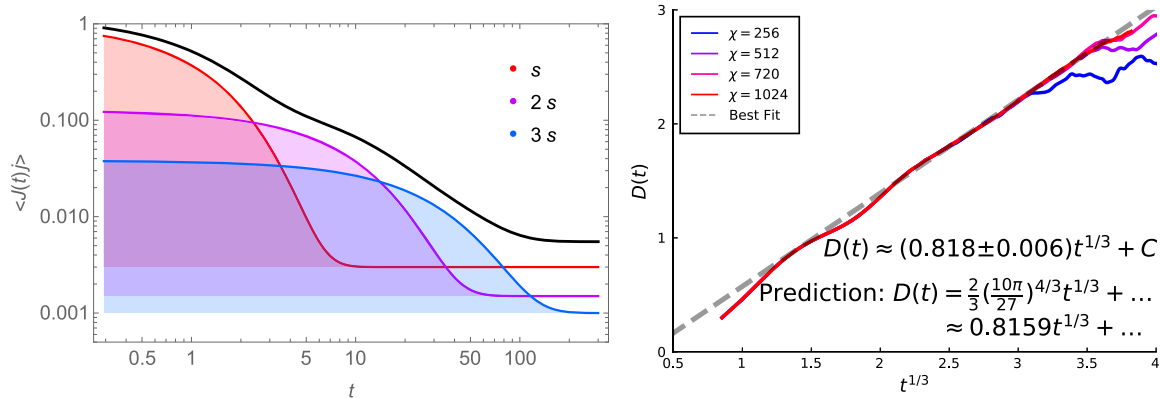 1
0.100
0.010
0.001
<J(t)j>
0.5
1
5
10
50
100
t
s
2 s
3 s
3
2
1
0
D(t)
χ = 256
χ = 512
χ = 720
χ = 1024
Best Fit
D(t) ≈ (0.818±0.006)t^{1/3} + C
Prediction: D(t) = \frac{2}{3}(\frac{10π}{27})^{4/3}t^{1/3} + ...
≈ 0.8159t^{1/3} + ...
0.5
1
1.5
2
2.5
3
3.5
4
t^{1/3}